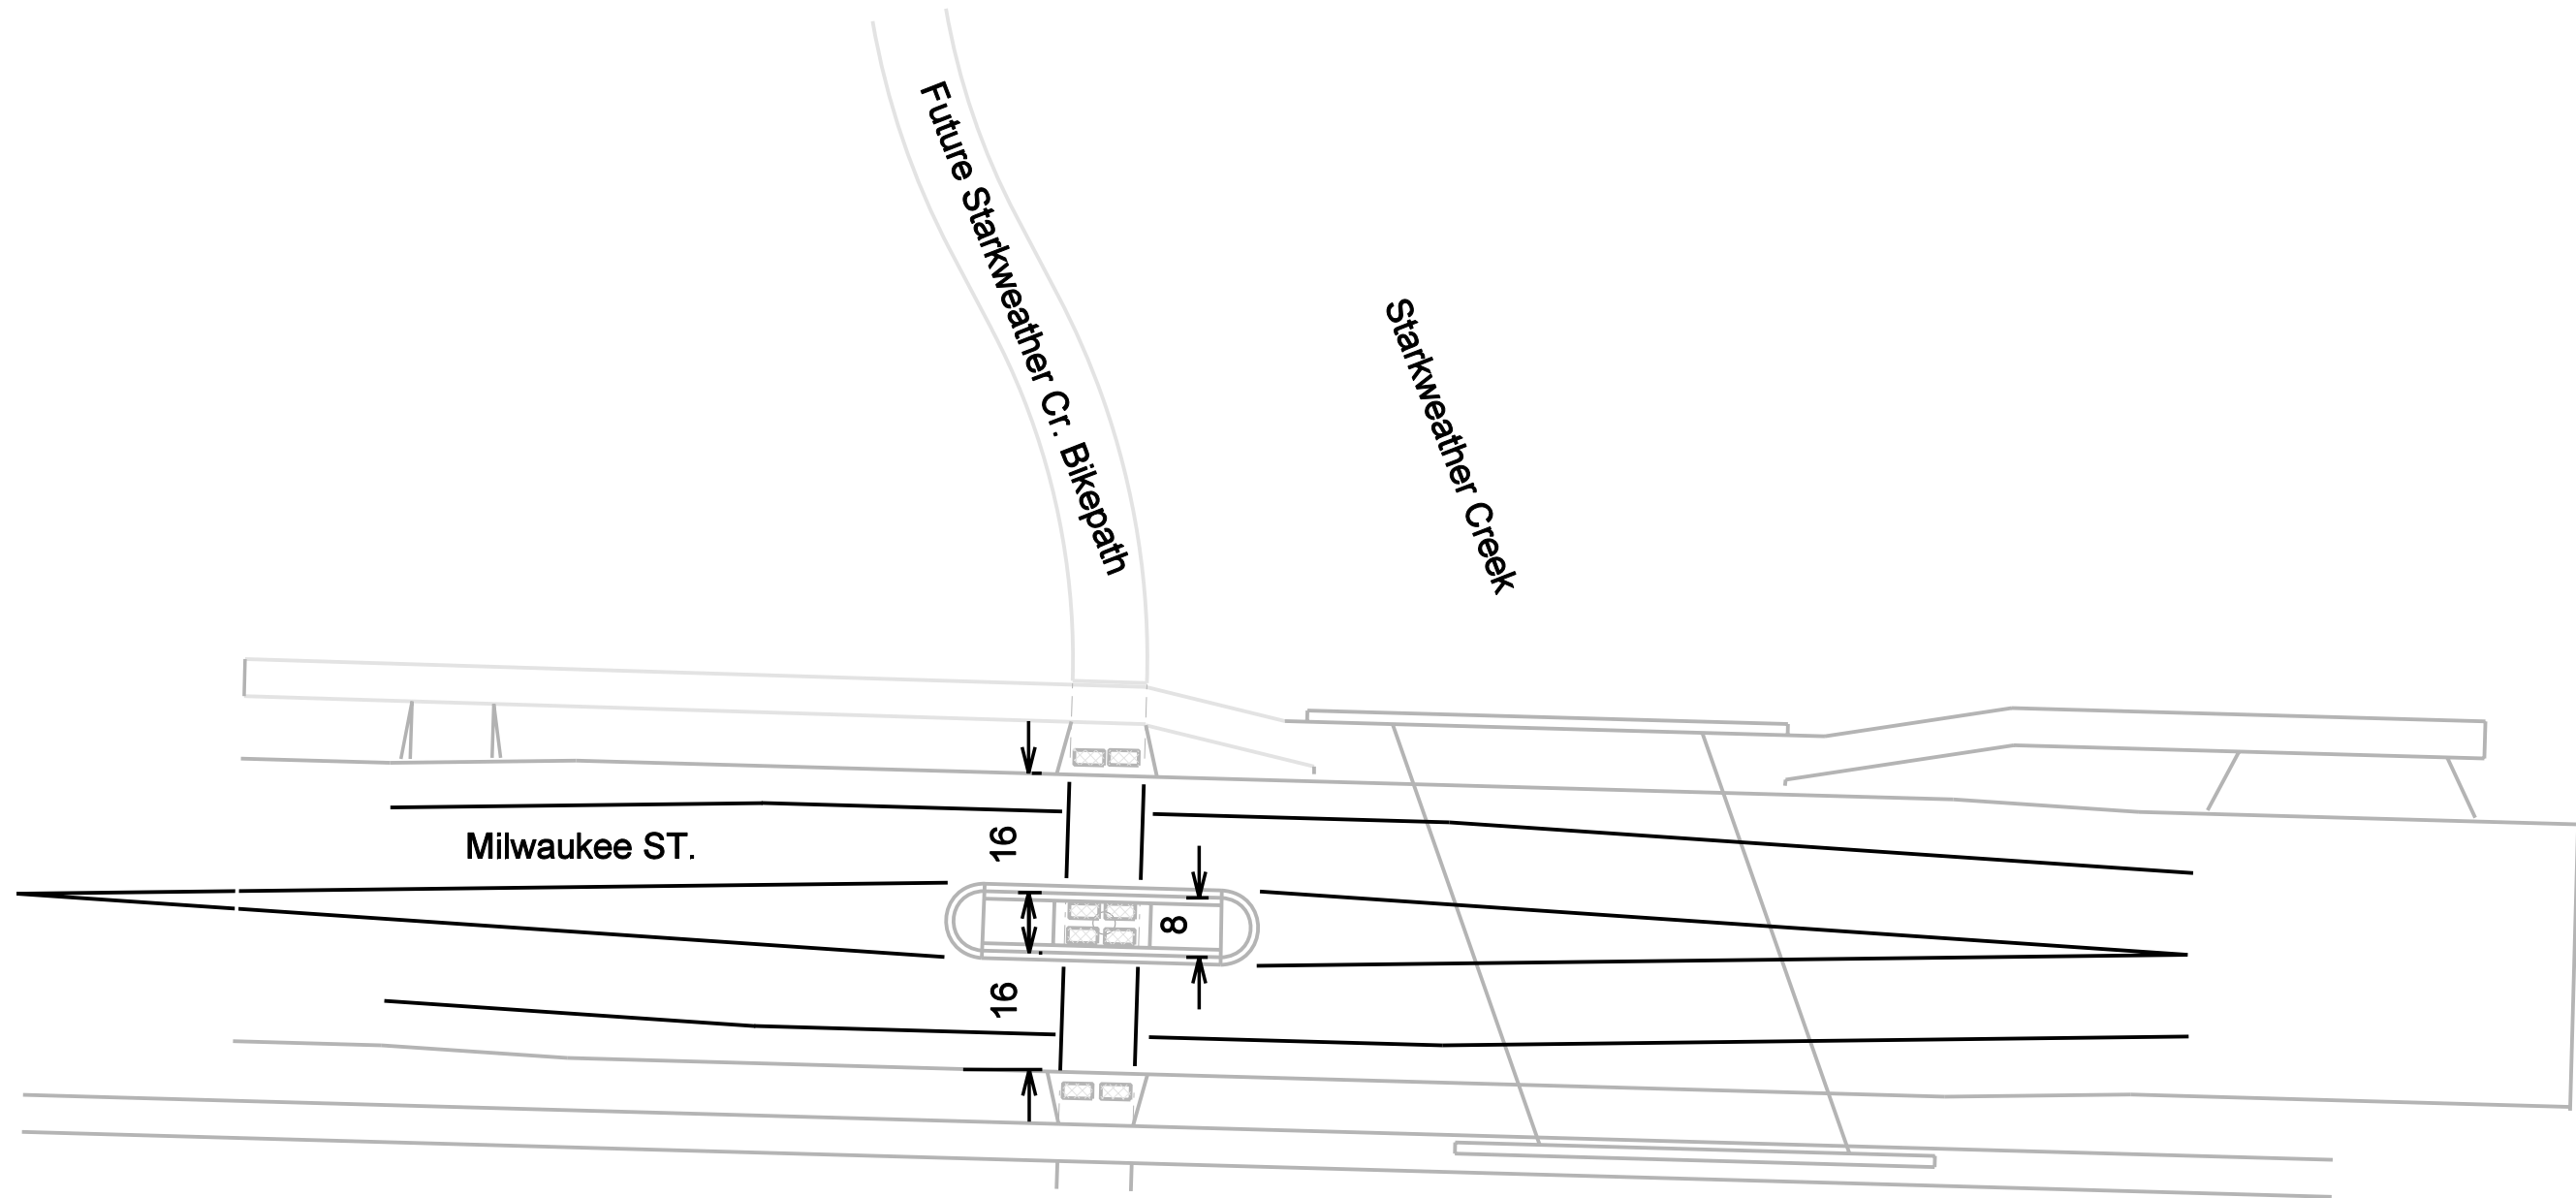 Future Starkweather Cr. Bikepath
Starkweather Creek
Milwaukee ST.
16
8
16